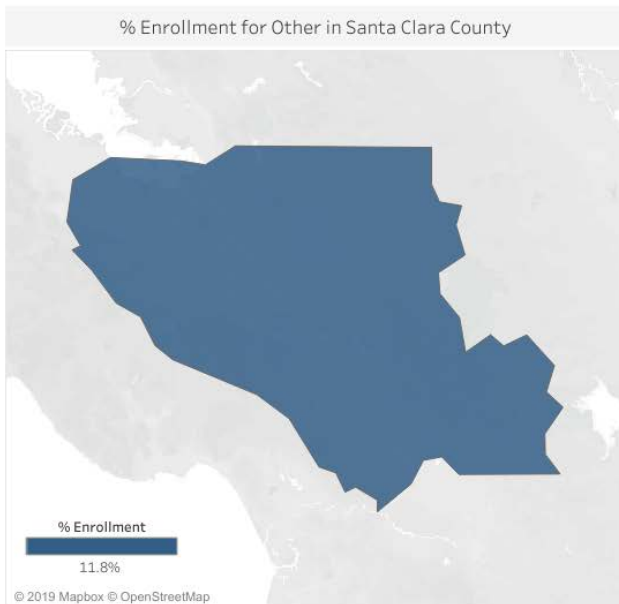 % Enrollment for Other in Santa Clara County
% Enrollment
11.8%
© 2019 Mapbox © OpenStreetMap